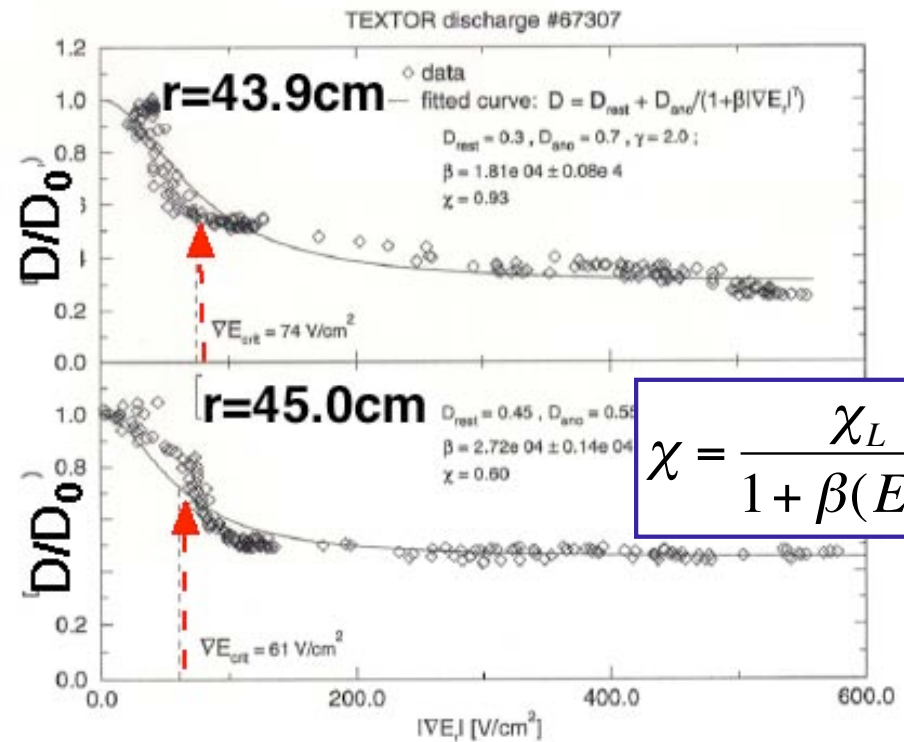 TEXTOR discharge #67307
1.2
1.0
0.8
0.2
0.0
D/D₀
r=43.9cm
◇ data
— fitted curve: D = D_rest + D_ano/(1+β|∇E_r|^γ)
D_rest = 0.3 , D_ano = 0.7 , γ = 2.0 ;
β = 1.81e 04 ± 0.08e 4
χ = 0.93
∇E_crit = 74 V/cm²
1.0
0.8
0.2
0.0
D/D₀
r=45.0cm
D_rest = 0.45 , D_ano = 0.55
β = 2.72e 04 ± 0.14e 04
χ = 0.60
χ = χ_L / 1 + β(E
∇E_crit = 61 V/cm²
0.0 200.0 400.0 600.0
|∇E_r| [V/cm²]